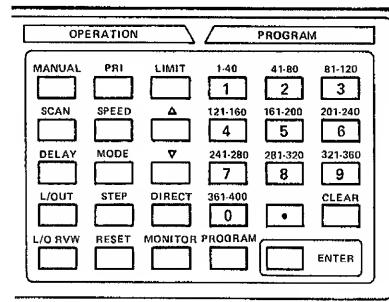 OPERATION PROGRAM
MANUAL PRI LIMIT 1-40 41-80 81-120
1 2 3
SCAN SPEED △ 121-160 161-200 201-240
4 5 6
DELAY MODE ▽ 241-280 281-320 321-360
7 8 9
L/OUT STEP DIRECT 361-400 CLEAR
0 •
L/O RVW RESET MONITOR PROGRAM
ENTER